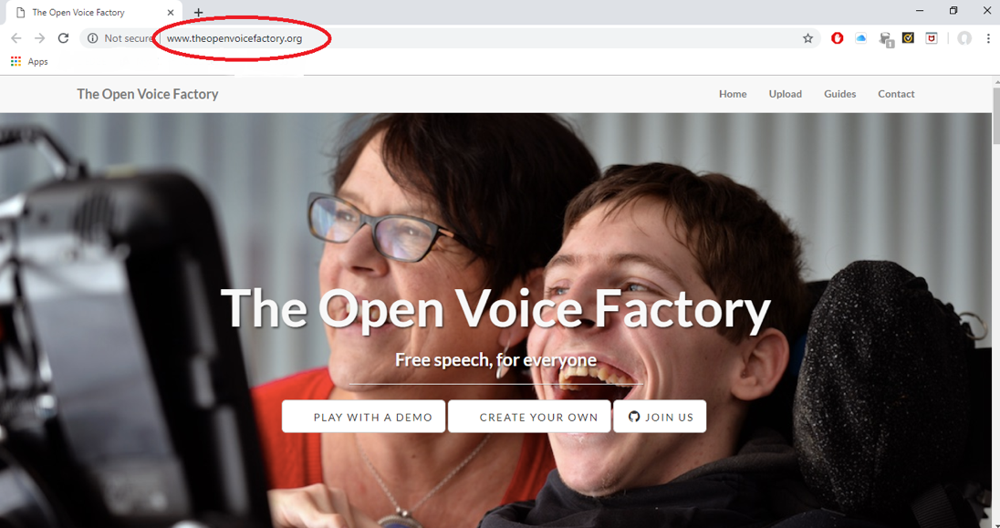 The Open Voice Factory
Not secure www.theopenvoicefactory.org
1
Apps
The Open Voice Factory Home Upload Guides Contact
The Open Voice Factory
Free speech, for everyone
PLAY WITH A DEMO CREATE YOUR OWN JOIN US